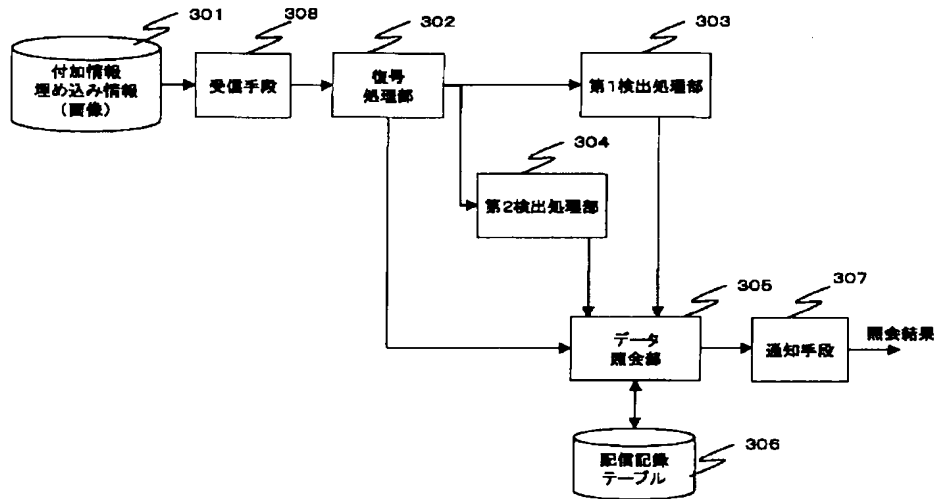 301
308
302
303
付加情報
埋め込み情報
(画像)
受信手段
復号
処理部
第1検出処理部
304
第2検出処理部
305
307
データ
照会部
通知手段
照会結果
配信記録
テーブル
306